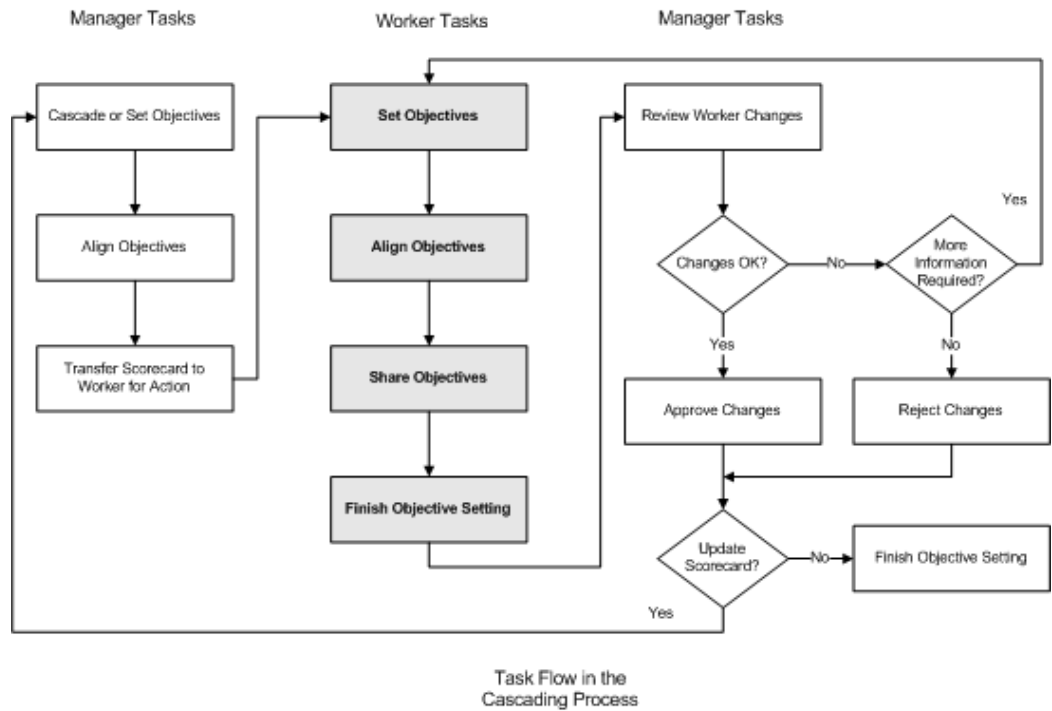 Manager Tasks
Worker Tasks
Manager Tasks
Cascade or Set Objectives
Set Objectives
Review Worker Changes
Yes
Align Objectives
Align Objectives
Changes OK?
No
More
Information
Required?
Transfer Scorecard to
Worker for Action
Share Objectives
Yes
No
Approve Changes
Reject Changes
Finish Objective Setting
Update
Scorecard?
No
Finish Objective Setting
Yes
Task Flow in the
Cascading Process